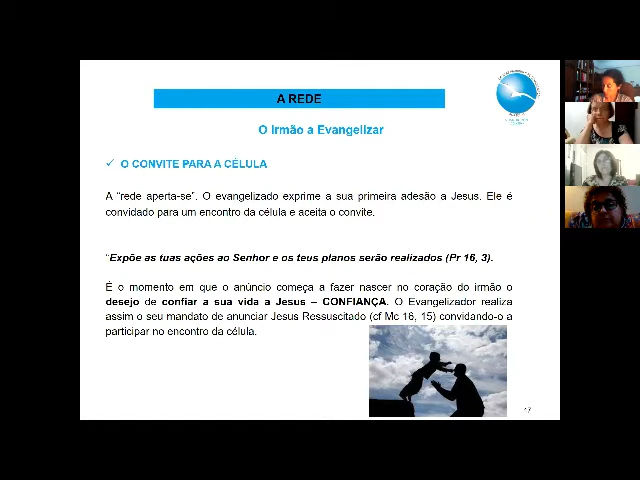 A REDE
O Irmão a Evangelizar
✓ O CONVITE PARA A CÉLULA
A "rede aperta-se". O evangelizado exprime a sua primeira adesão a Jesus. Ele é
convidado para um encontro da célula e aceita o convite.
"Expõe as tuas ações ao Senhor e os teus planos serão realizados (Pr 16, 3).
É o momento em que o anúncio começa a fazer nascer no coração do irmão o
desejo de confiar a sua vida a Jesus – CONFIANÇA. O Evangelizador realiza
assim o seu mandato de anunciar Jesus Ressuscitado (cf Mc 16, 15) convidando-o a
participar no encontro da célula.
17